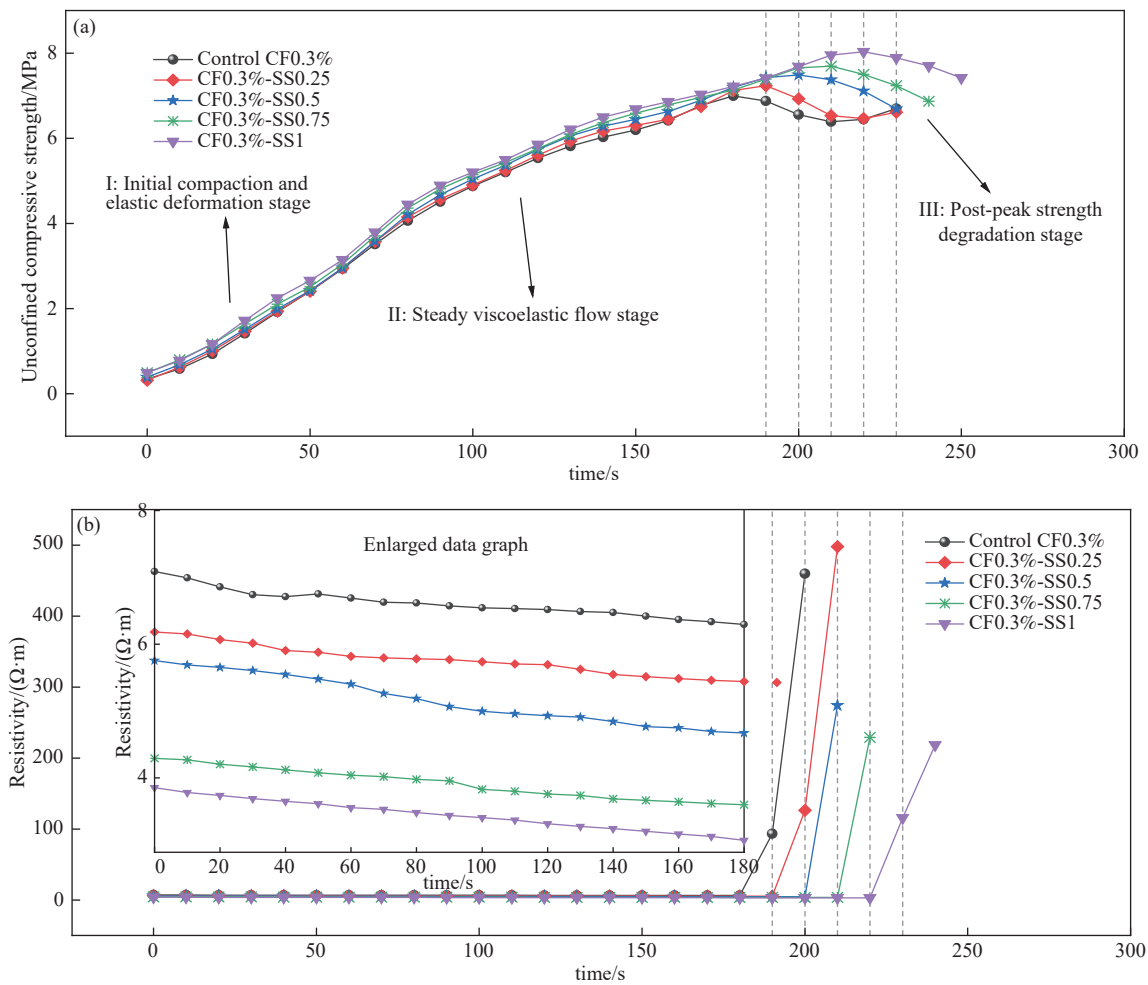 (a)
Control CF0.3%
CF0.3%-SS0.25
CF0.3%-SS0.5
CF0.3%-SS0.75
CF0.3%-SS1
I: Initial compaction and
elastic deformation stage
II: Steady viscoelastic flow stage
III: Post-peak strength
degradation stage
Unconfined compressive strength/MPa
8
6
4
2
0
0
50
100
150
200
250
300
time/s
(b)
Enlarged data graph
Control CF0.3%
CF0.3%-SS0.25
CF0.3%-SS0.5
CF0.3%-SS0.75
CF0.3%-SS1
Resistivity/(Ω·m)
500
400
300
200
100
0
Resistivity/(Ω·m)
8
6
4
0
20
40
60
80
100
120
140
160
180
time/s
0
50
100
150
200
250
300
time/s